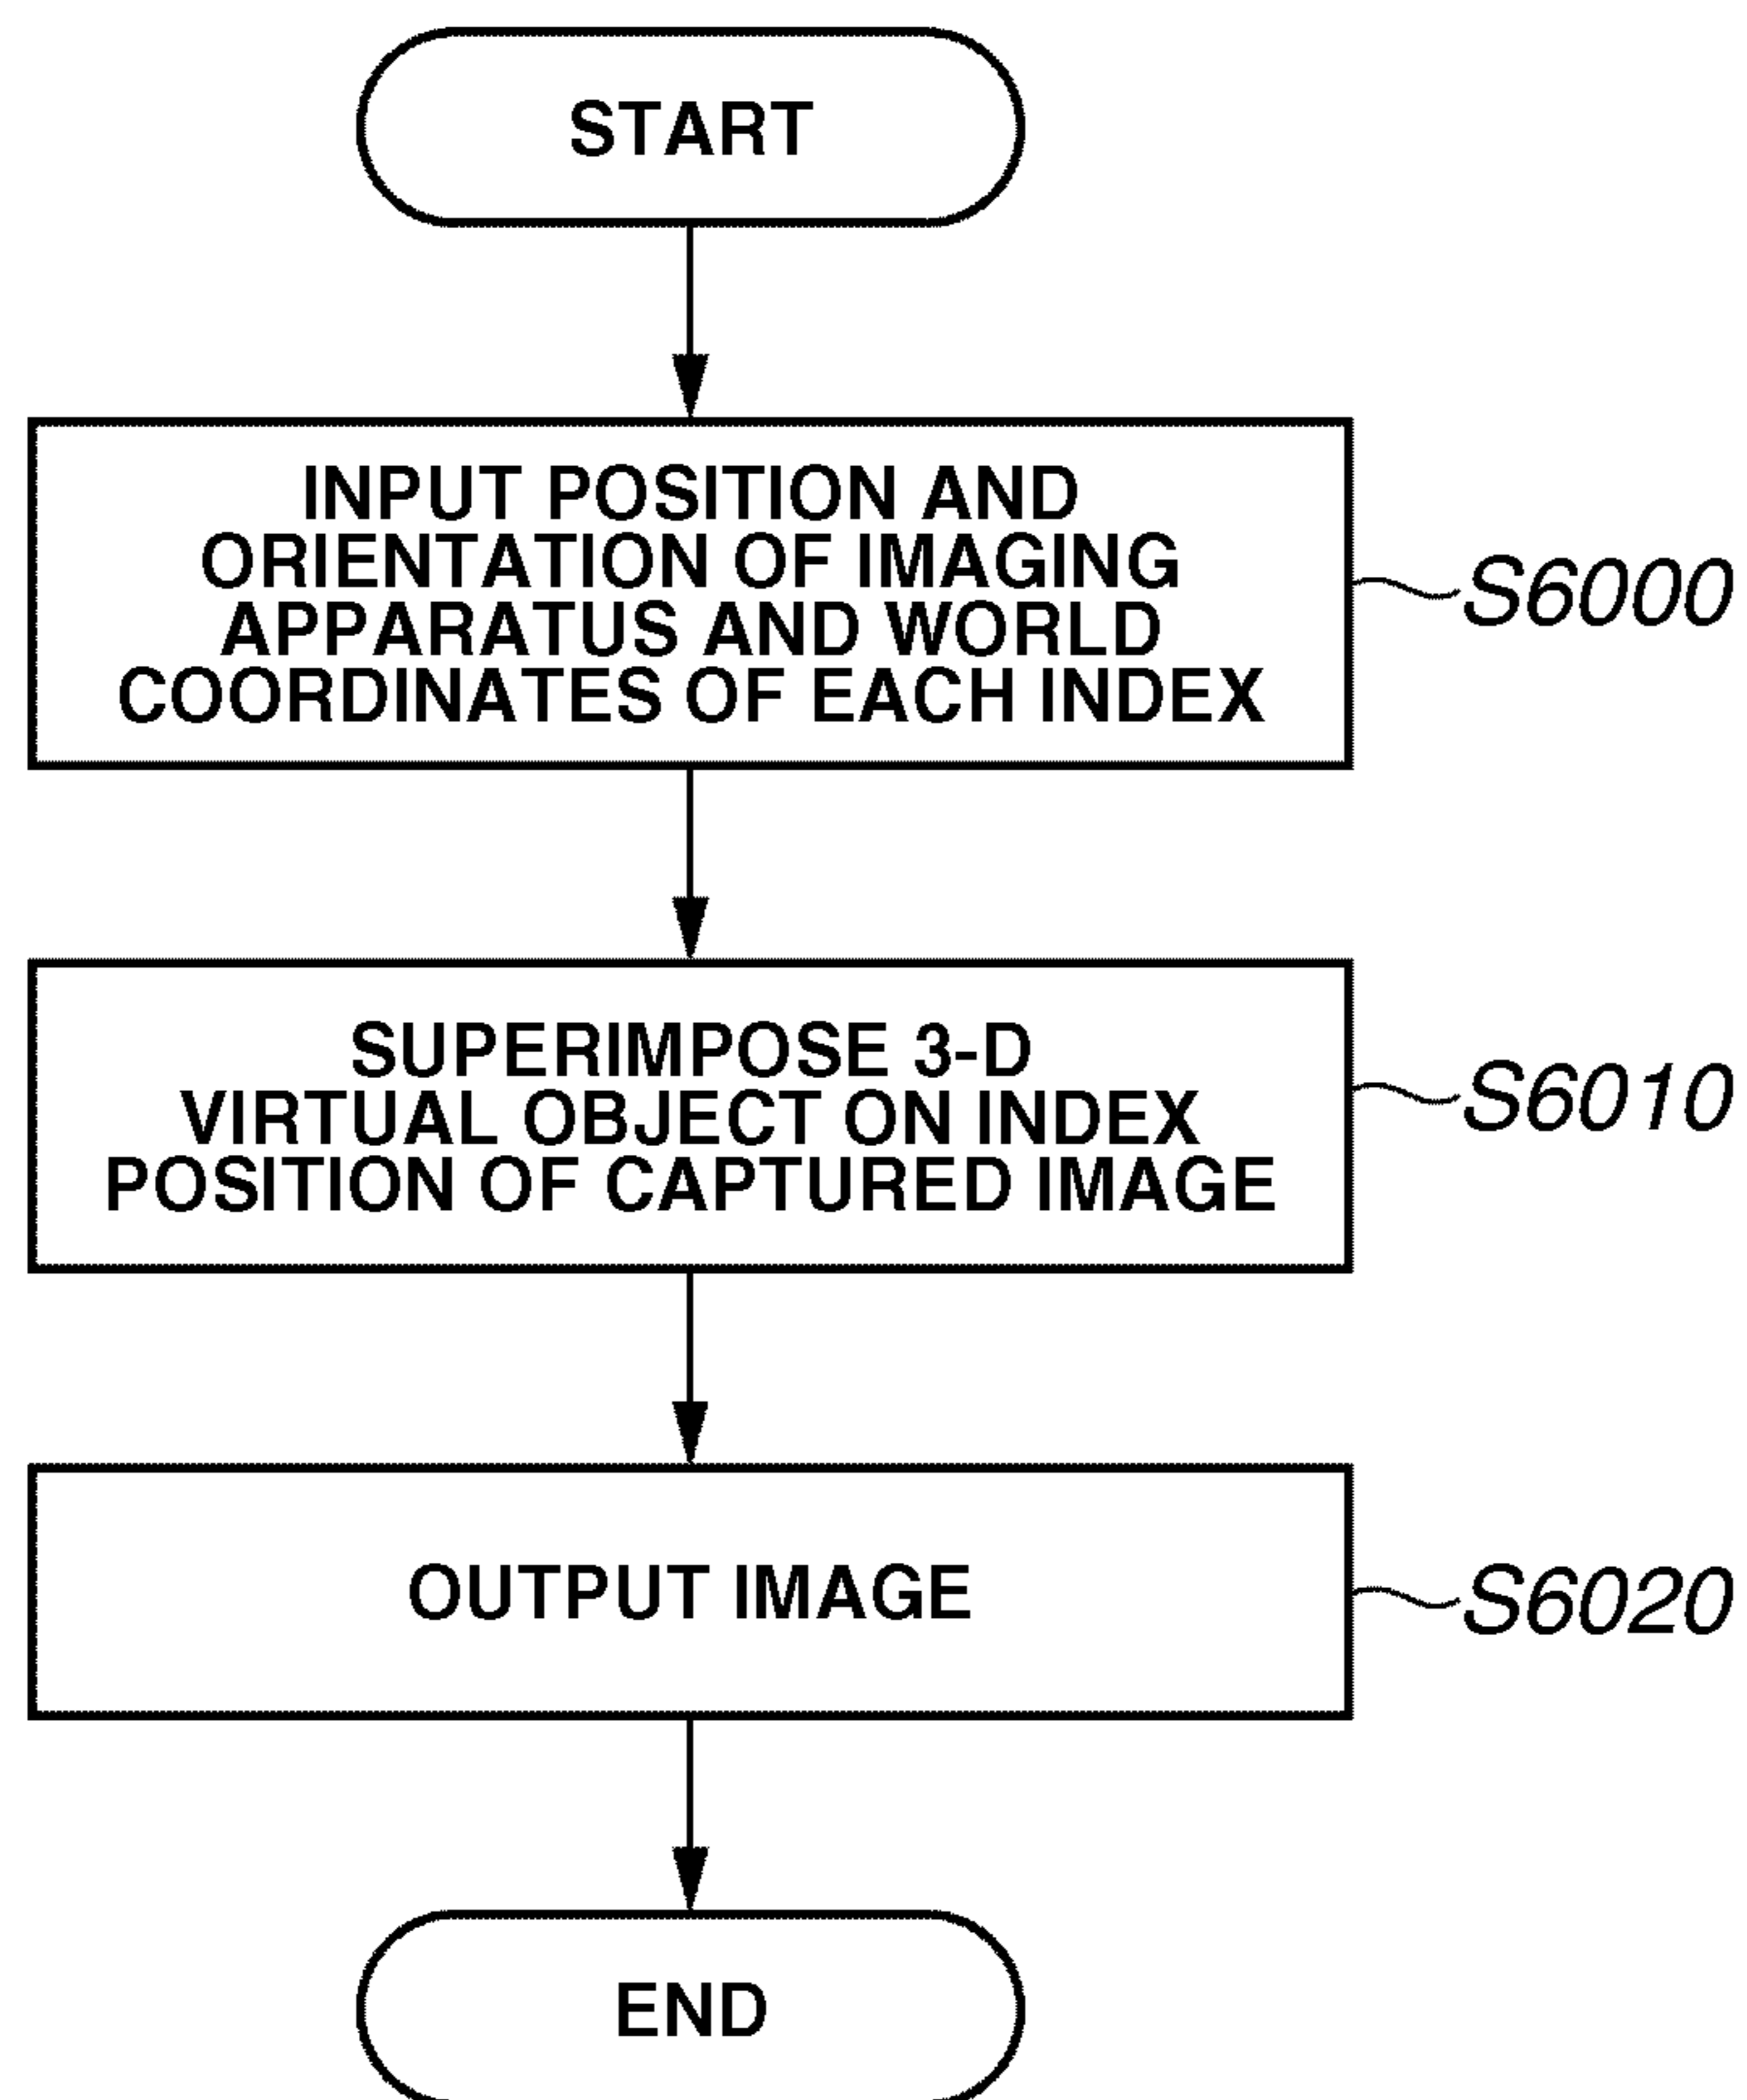 START
INPUT POSITION AND
ORIENTATION OF IMAGING
APPARATUS AND WORLD
COORDINATES OF EACH INDEX
S6000
SUPERIMPOSE 3-D
VIRTUAL OBJECT ON INDEX
POSITION OF CAPTURED IMAGE
S6010
OUTPUT IMAGE
S6020
END